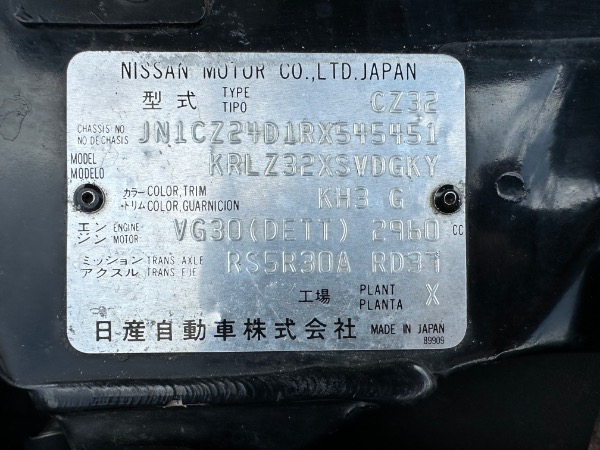 NISSAN MOTOR CO.,LTD.JAPAN
型式 TYPE TIPO CZ32
CHASSIS NO. NO DE CHASIS JN1CZ24D1RX545451
MODEL MODELO KRLZ32XSVDGKY
カラー COLOR,TRIM KH3 G
トリム COLOR,GUARNICION
エンジン ENGINE MOTOR VG30(DETT) 2960 CC
ミッション TRANS.AXLE RS5R30A RD37
アクスル TRANS EJE
工場 PLANT PLANTA X
日産自動車株式会社 MADE IN JAPAN
89909